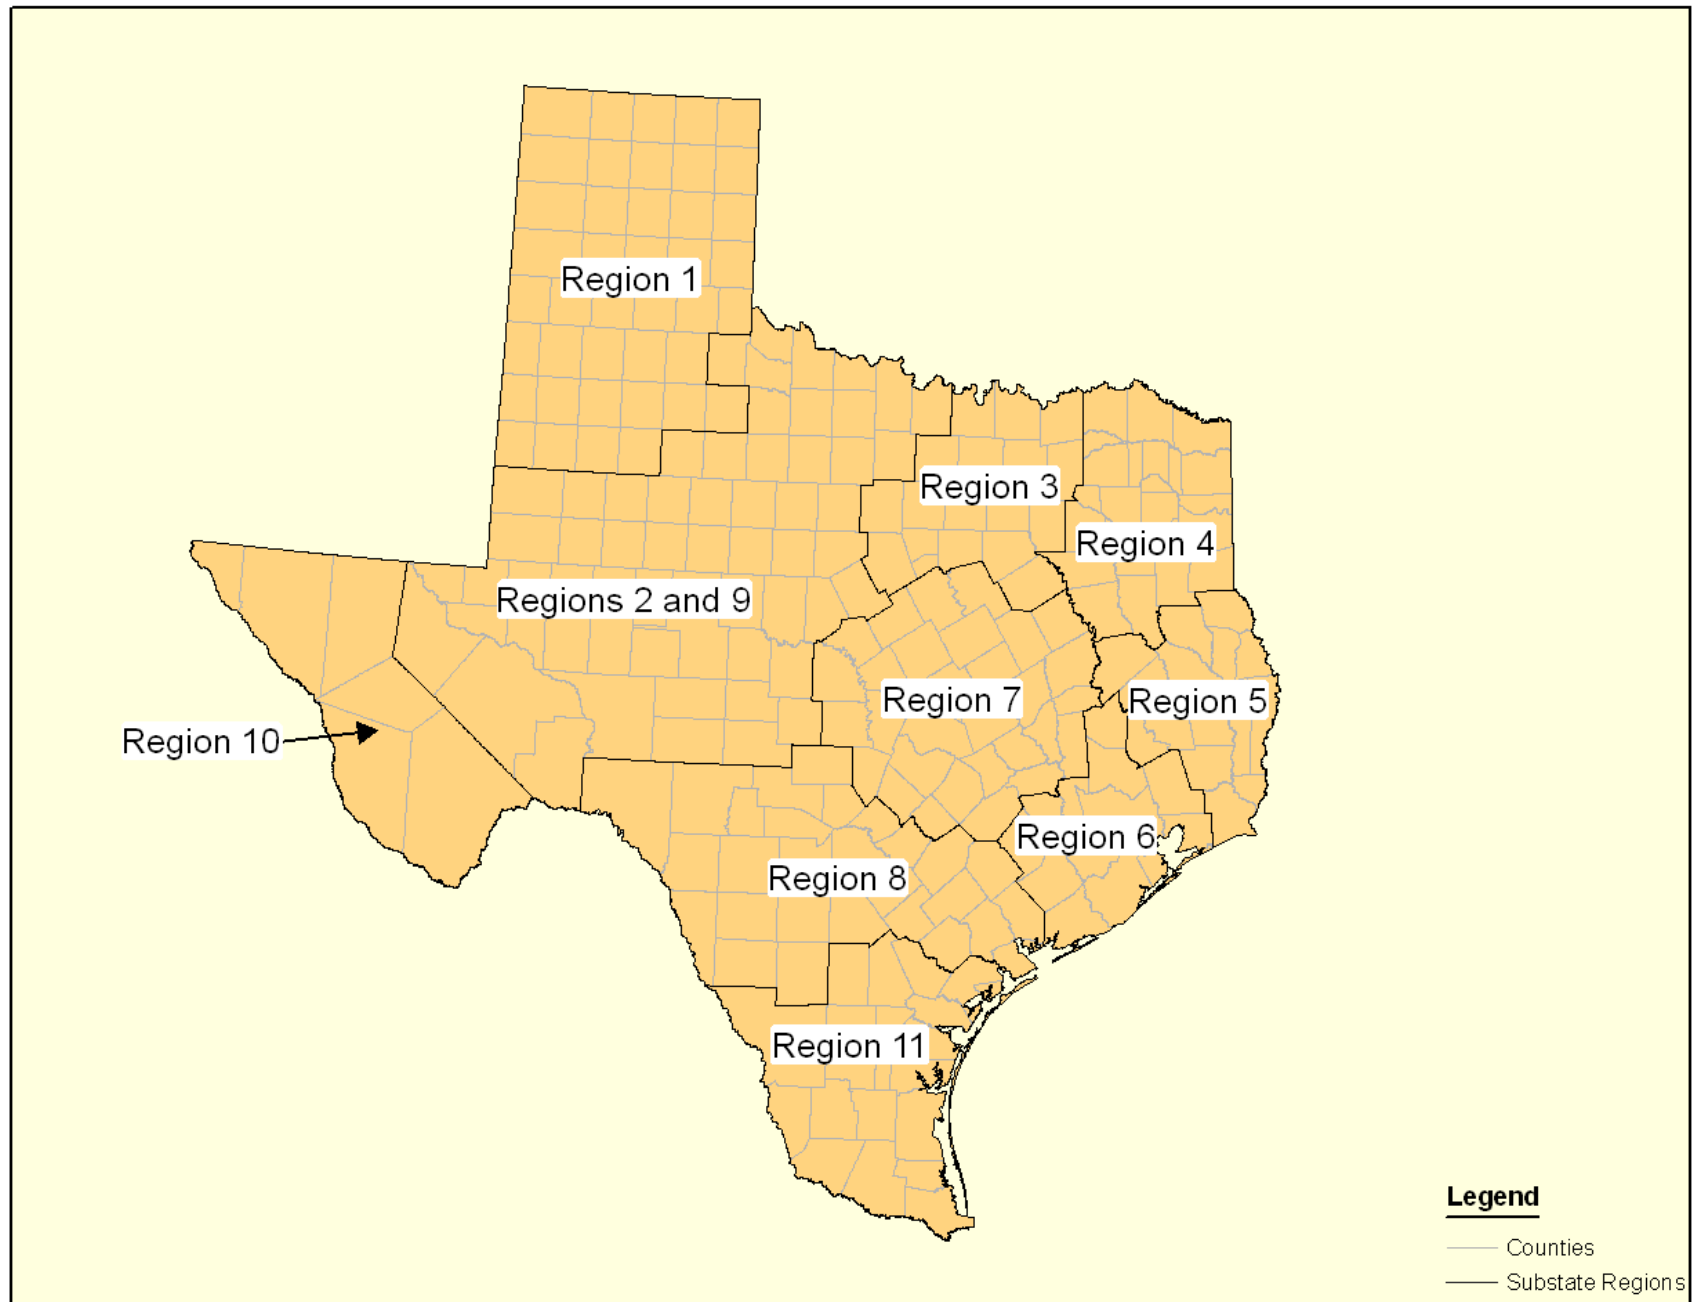 Region 1
Region 3
Region 4
Regions 2 and 9
Region 7
Region 5
Region 10
Region 6
Region 8
Region 11
Legend
Counties
Substate Regions